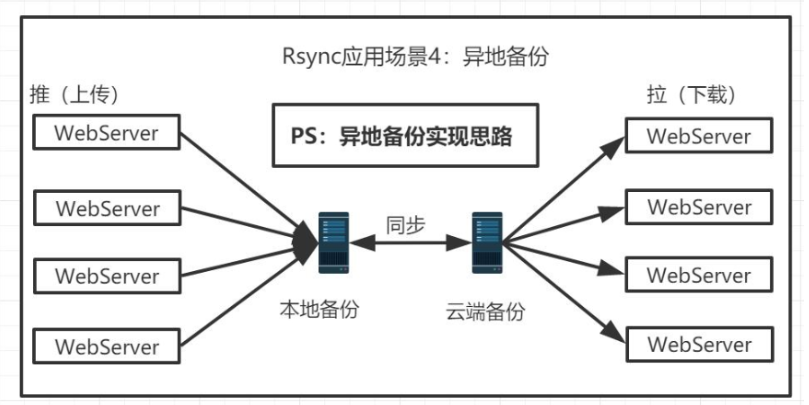 Rsync应用场景4：异地备份
推（上传）
拉（下载）
PS：异地备份实现思路
WebServer
WebServer
WebServer
WebServer
同步
本地备份
云端备份
WebServer
WebServer
WebServer
WebServer